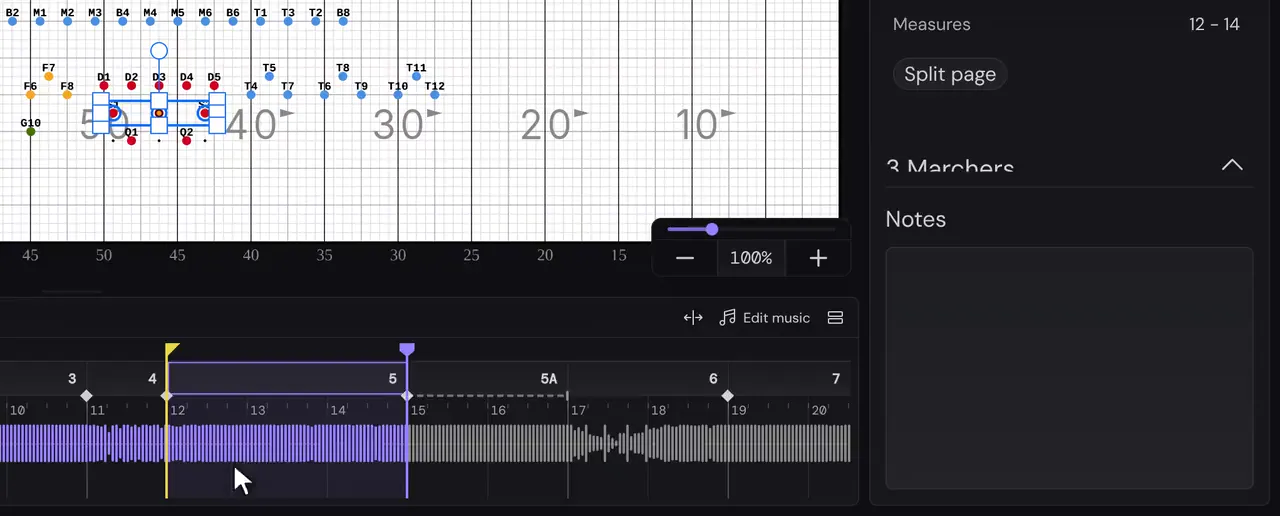 B2 M1 M2 M3 B4 M4 M5 M6 B6 T1 T3 T2 B8
F7 T5 T8 T11
F6 F8 D1 D2 D3 D4 D5 T4 T7 T6 T9 T10 T12
G10 Q1 Q2
50 40 30 20 10
45 50 45 40 35 30 25 20 15
100%
Edit music
3 4 5 5A 6 7
10 11 12 13 14 15 16 17 18 19 20
Measures 12 – 14
Split page
3 Marchers
Notes